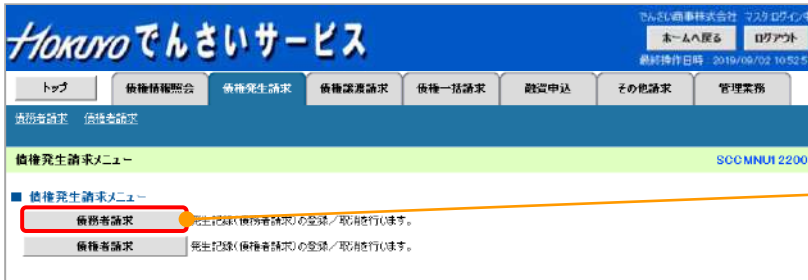 でんさい商事株式会社 マスタログイン
HOKUYOでんさいサービス
ホームへ戻る ログアウト
最終操作日時：2019/09/02 10:52:5
トップ 債権情報照会 債権発生請求 債権譲渡請求 債権一括請求 融資申込 その他請求 管理業務
債務者請求 債権者請求
債権発生請求メニュー SCCMNU12200
■ 債権発生請求メニュー
債務者請求 発生記録（債務者請求）の登録／取消を行います。
債権者請求 発生記録（債権者請求）の登録／取消を行います。